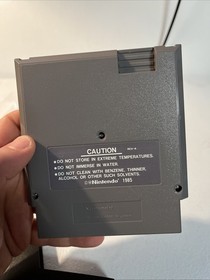 CAUTION
• DO NOT STORE IN EXTREME TEMPERATURES.
• DO NOT IMMERSE IN WATER.
• DO NOT CLEAN WITH BENZENE, THINNER,
ALCOHOL OR OTHER SUCH SOLVENTS.
©®Nintendo 1985